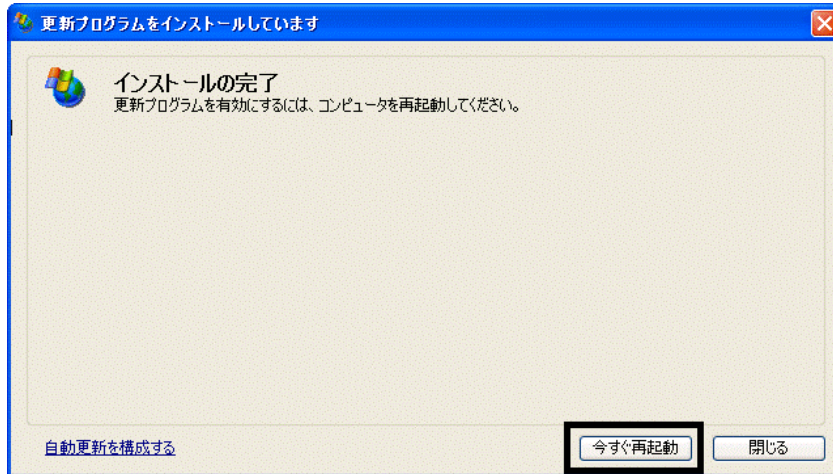 更新プログラムをインストールしています
インストールの完了
更新プログラムを有効にするには、コンピュータを再起動してください。
自動更新を構成する
今すぐ再起動
閉じる